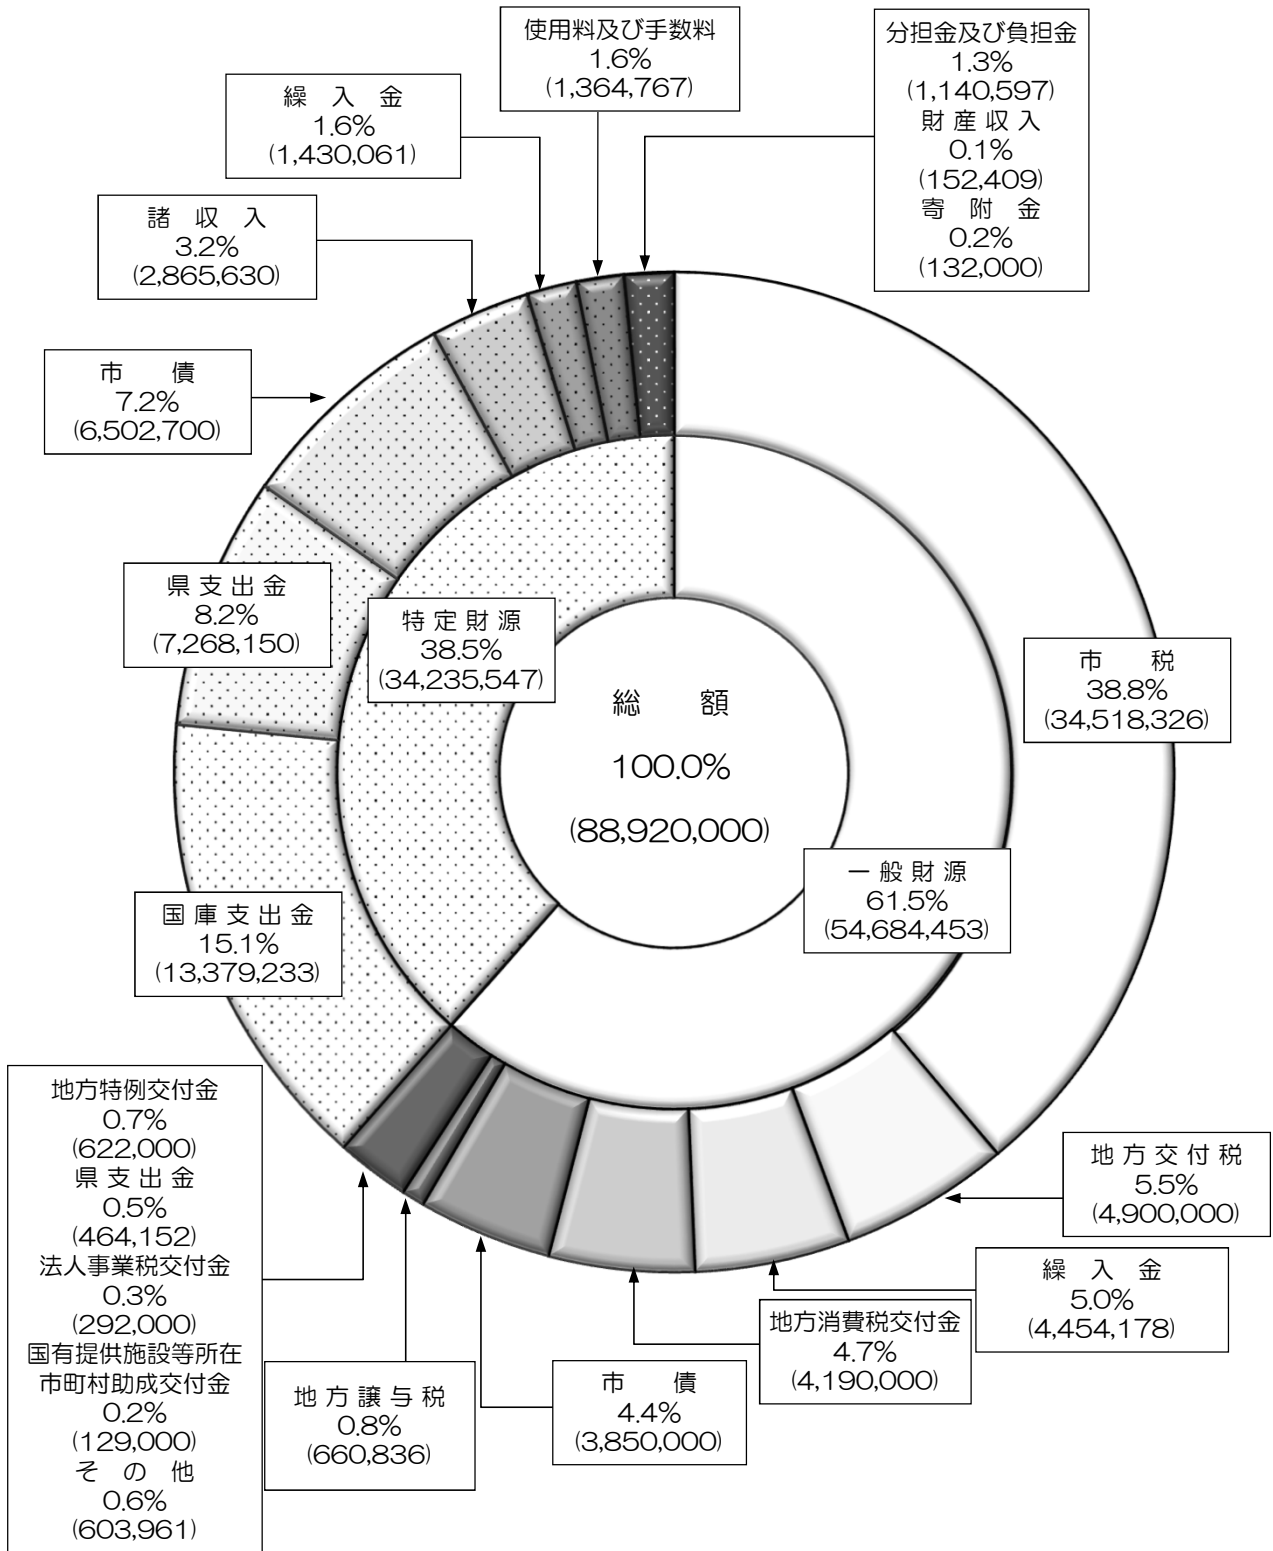 使用料及び手数料
1.6%
(1,364,767)
分担金及び負担金
1.3%
(1,140,597)
財産収入
0.1%
(152,409)
寄附金
0.2%
(132,000)
繰入金
1.6%
(1,430,061)
諸収入
3.2%
(2,865,630)
市債
7.2%
(6,502,700)
県支出金
8.2%
(7,268,150)
特定財源
38.5%
(34,235,547)
総額
100.0%
(88,920,000)
市税
38.8%
(34,518,326)
一般財源
61.5%
(54,684,453)
国庫支出金
15.1%
(13,379,233)
地方特例交付金
0.7%
(622,000)
県支出金
0.5%
(464,152)
法人事業税交付金
0.3%
(292,000)
国有提供施設等所在
市町村助成交付金
0.2%
(129,000)
その他
0.6%
(603,961)
地方譲与税
0.8%
(660,836)
市債
4.4%
(3,850,000)
地方消費税交付金
4.7%
(4,190,000)
繰入金
5.0%
(4,454,178)
地方交付税
5.5%
(4,900,000)